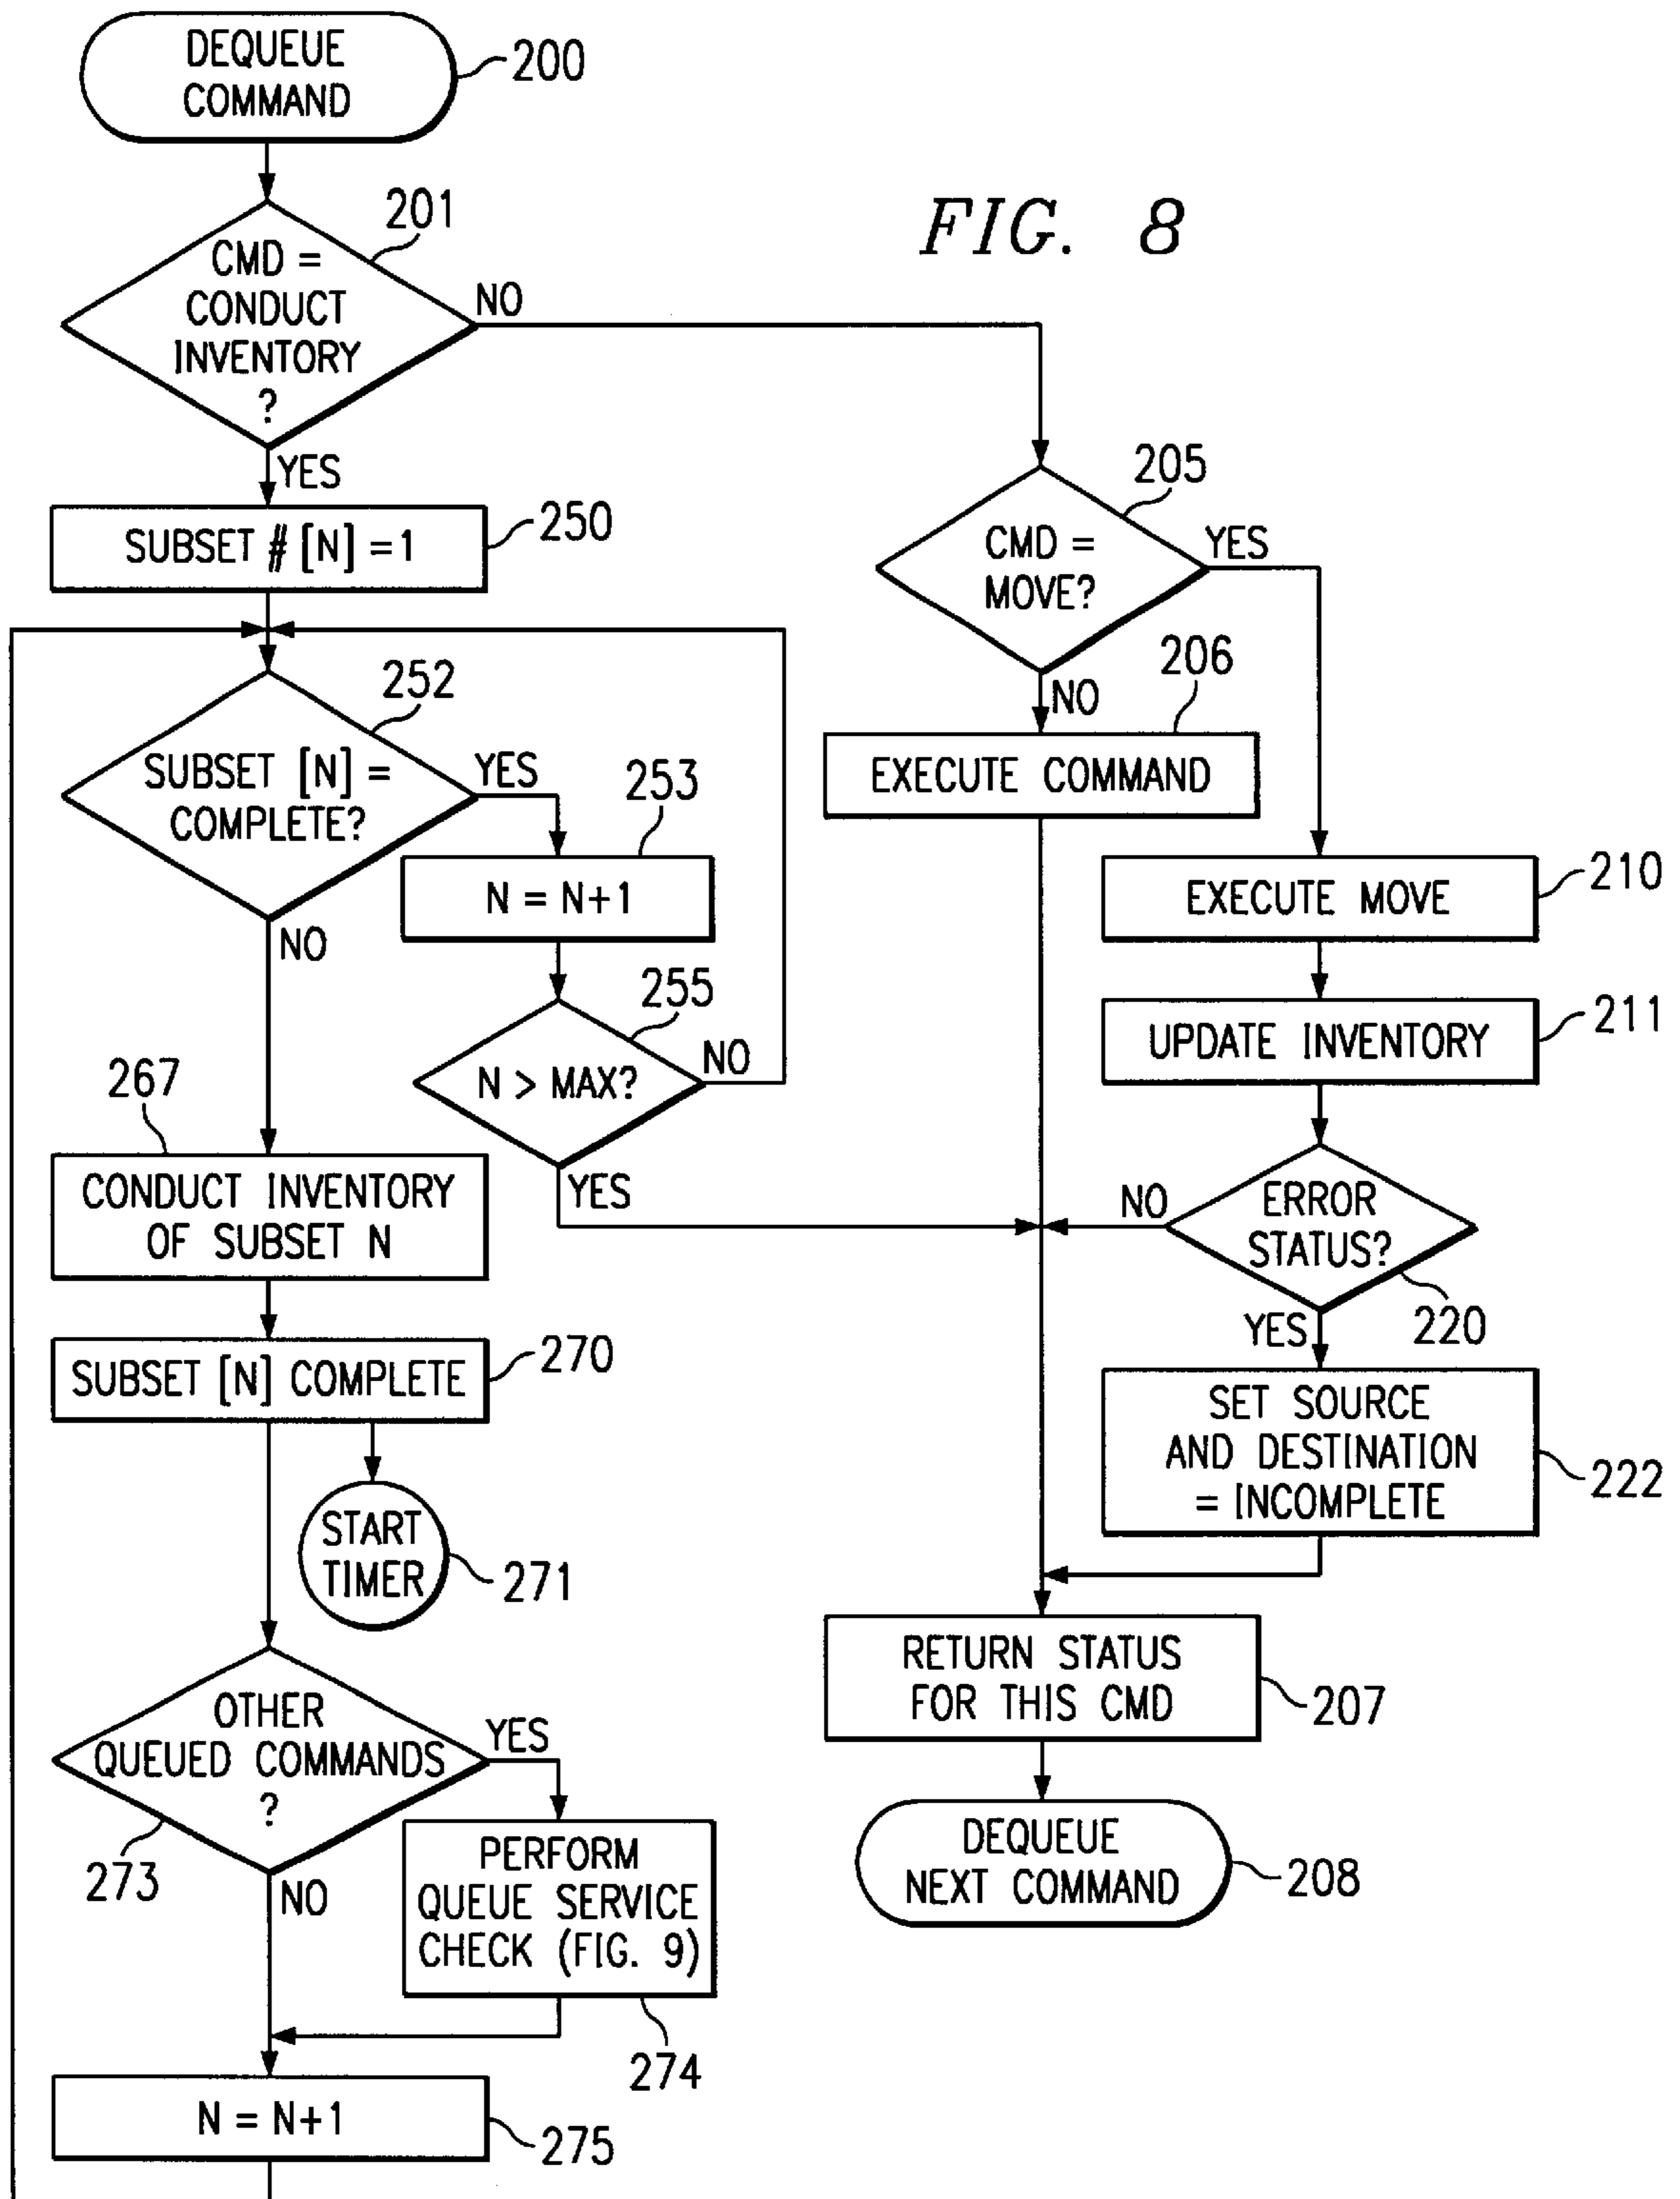 DEQUEUE
COMMAND
200
FIG. 8
201
CMD =
CONDUCT
INVENTORY
?
NO
YES
SUBSET # [N] = 1
250
205
CMD =
MOVE?
YES
NO
206
EXECUTE COMMAND
252
SUBSET [N] =
COMPLETE?
YES
NO
253
N = N+1
255
N > MAX?
NO
YES
EXECUTE MOVE
210
UPDATE INVENTORY
211
ERROR
STATUS?
NO
YES
220
SET SOURCE
AND DESTINATION
= INCOMPLETE
222
267
CONDUCT INVENTORY
OF SUBSET N
SUBSET [N] COMPLETE
270
START
TIMER
271
OTHER
QUEUED COMMANDS
?
YES
273
NO
PERFORM
QUEUE SERVICE
CHECK (FIG. 9)
274
N = N+1
275
RETURN STATUS
FOR THIS CMD
207
DEQUEUE
NEXT COMMAND
208